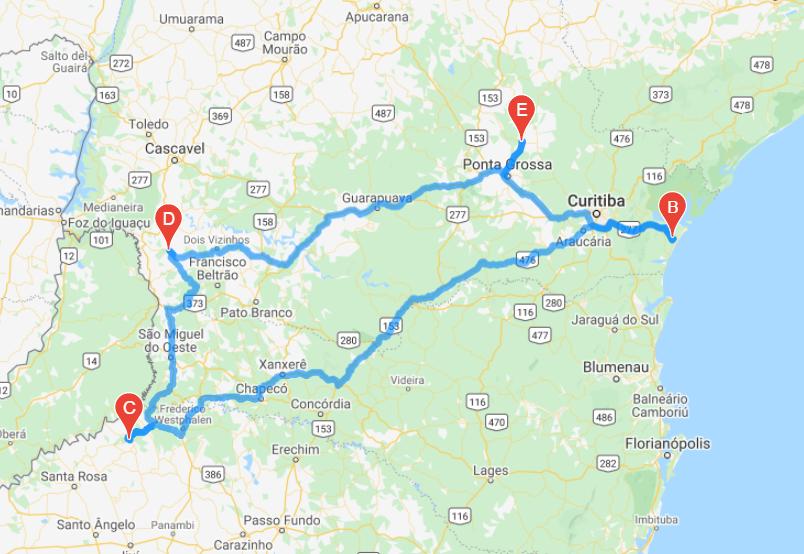 Umuarama
Apucarana
Salto del
Guairá
272
487
Campo
Mourão
478
10
163
158
153
373
478
369
487
478
Toledo
153
476
E
Cascavel
Ponta Grossa
116
277
277
Medianeira
Guarapuava
Curitiba
B
nandarias
Foz do Iguaçu
D
158
277
277
101
Dois Vizinhos
Araucária
12
Francisco
Beltrão
476
373
Pato Branco
280
116
153
477
Jaraguá do Sul
São Miguel
do Oeste
280
14
Xanxerê
Blumenau
12
Chapecó
Videira
Balneário
Camboriú
C
Frederico
Westphalen
Concórdia
116
486
Oberá
153
470
Florianópolis
Erechim
282
386
Lages
Santa Rosa
116
Santo Ângelo
Panambi
Passo Fundo
Imbituba
Ijuí
Carazinho